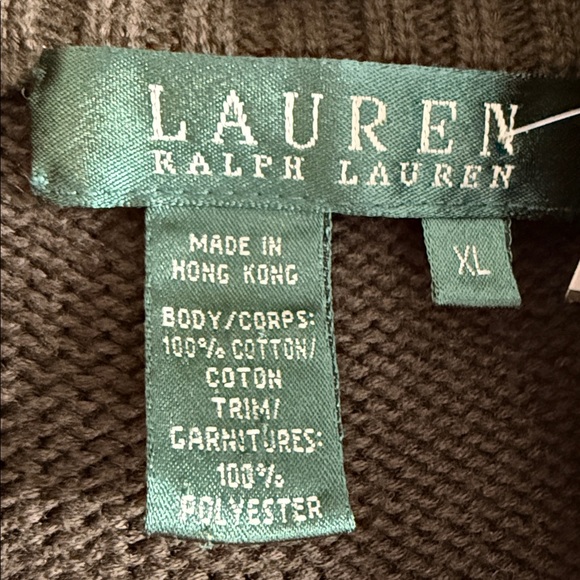 LAUREN
RALPH LAUREN
XL
MADE IN
HONG KONG
BODY/CORPS:
100% COTTON/
COTON
TRIM/
GARNITURES:
100%
POLYESTER